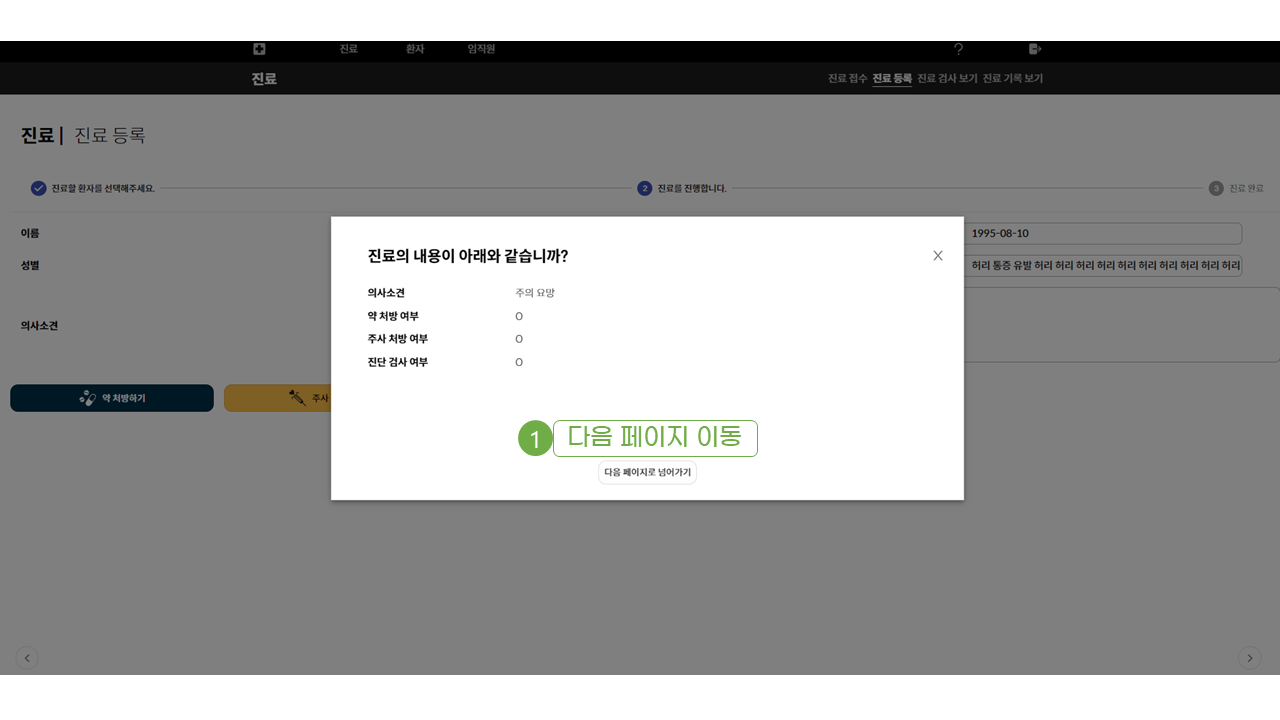 진료 환자 임직원
진료
진료 접수 진료 등록 진료 검사 보기 진료 기록 보기
진료 | 진료 등록
진료할 환자를 선택해주세요.
2 진료를 진행합니다.
3 진료 완료
이름
1995-08-10
성별
허리 통증 유발 허리 허리 허리 허리 허리 허리 허리 허리 허리 허리
의사소견
약 처방하기
주사
진료의 내용이 아래와 같습니까?
X
의사소견 주의 요망
약 처방 여부 O
주사 처방 여부 O
진단 검사 여부 O
1 다음 페이지 이동
다음 페이지로 넘어가기